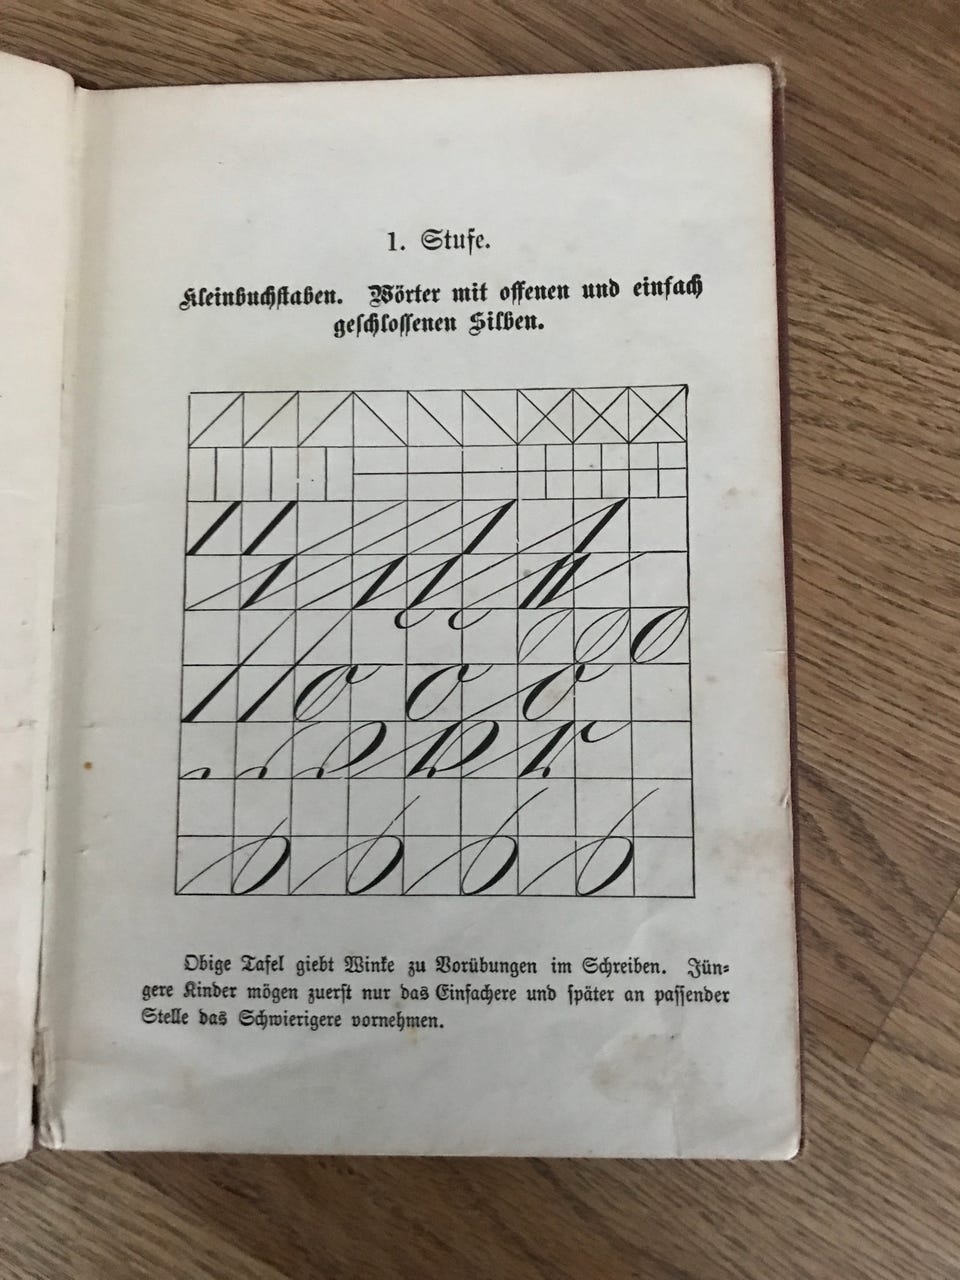 1. Stufe.
Kleinbuchstaben. Wörter mit offenen und einfach
geschlossenen Silben.
Obige Tafel giebt Winke zu Vorübungen im Schreiben. Jün-
gere Kinder mögen zuerst nur das Einfachere und später an passender
Stelle das Schwierigere vornehmen.